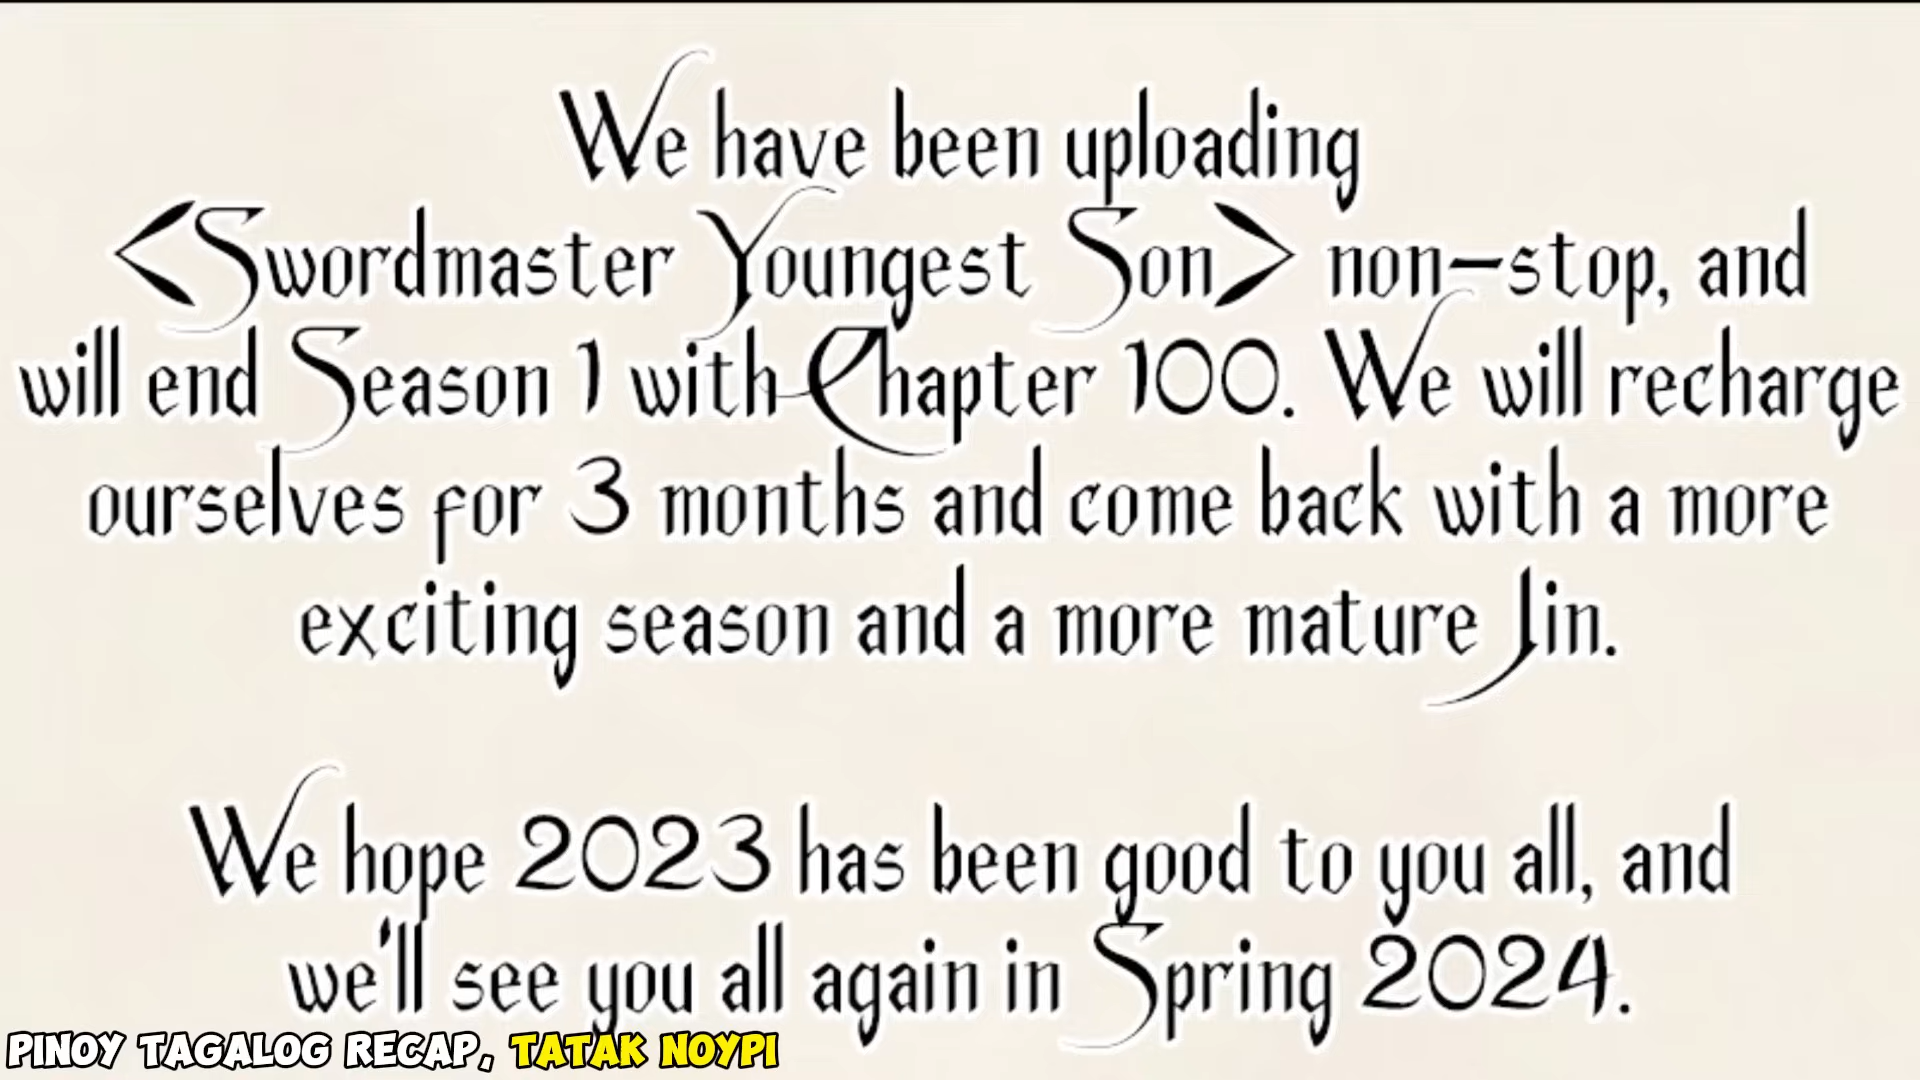 We have been uploading
<Swordmaster Youngest Son> non-stop, and
will end Season 1 with Chapter 100. We will recharge
ourselves for 3 months and come back with a more
exciting season and a more mature Jin.
We hope 2023 has been good to you all, and
we'll see you all again in Spring 2024.
PINOY TAGALOG RECAP, TATAK NOYPI